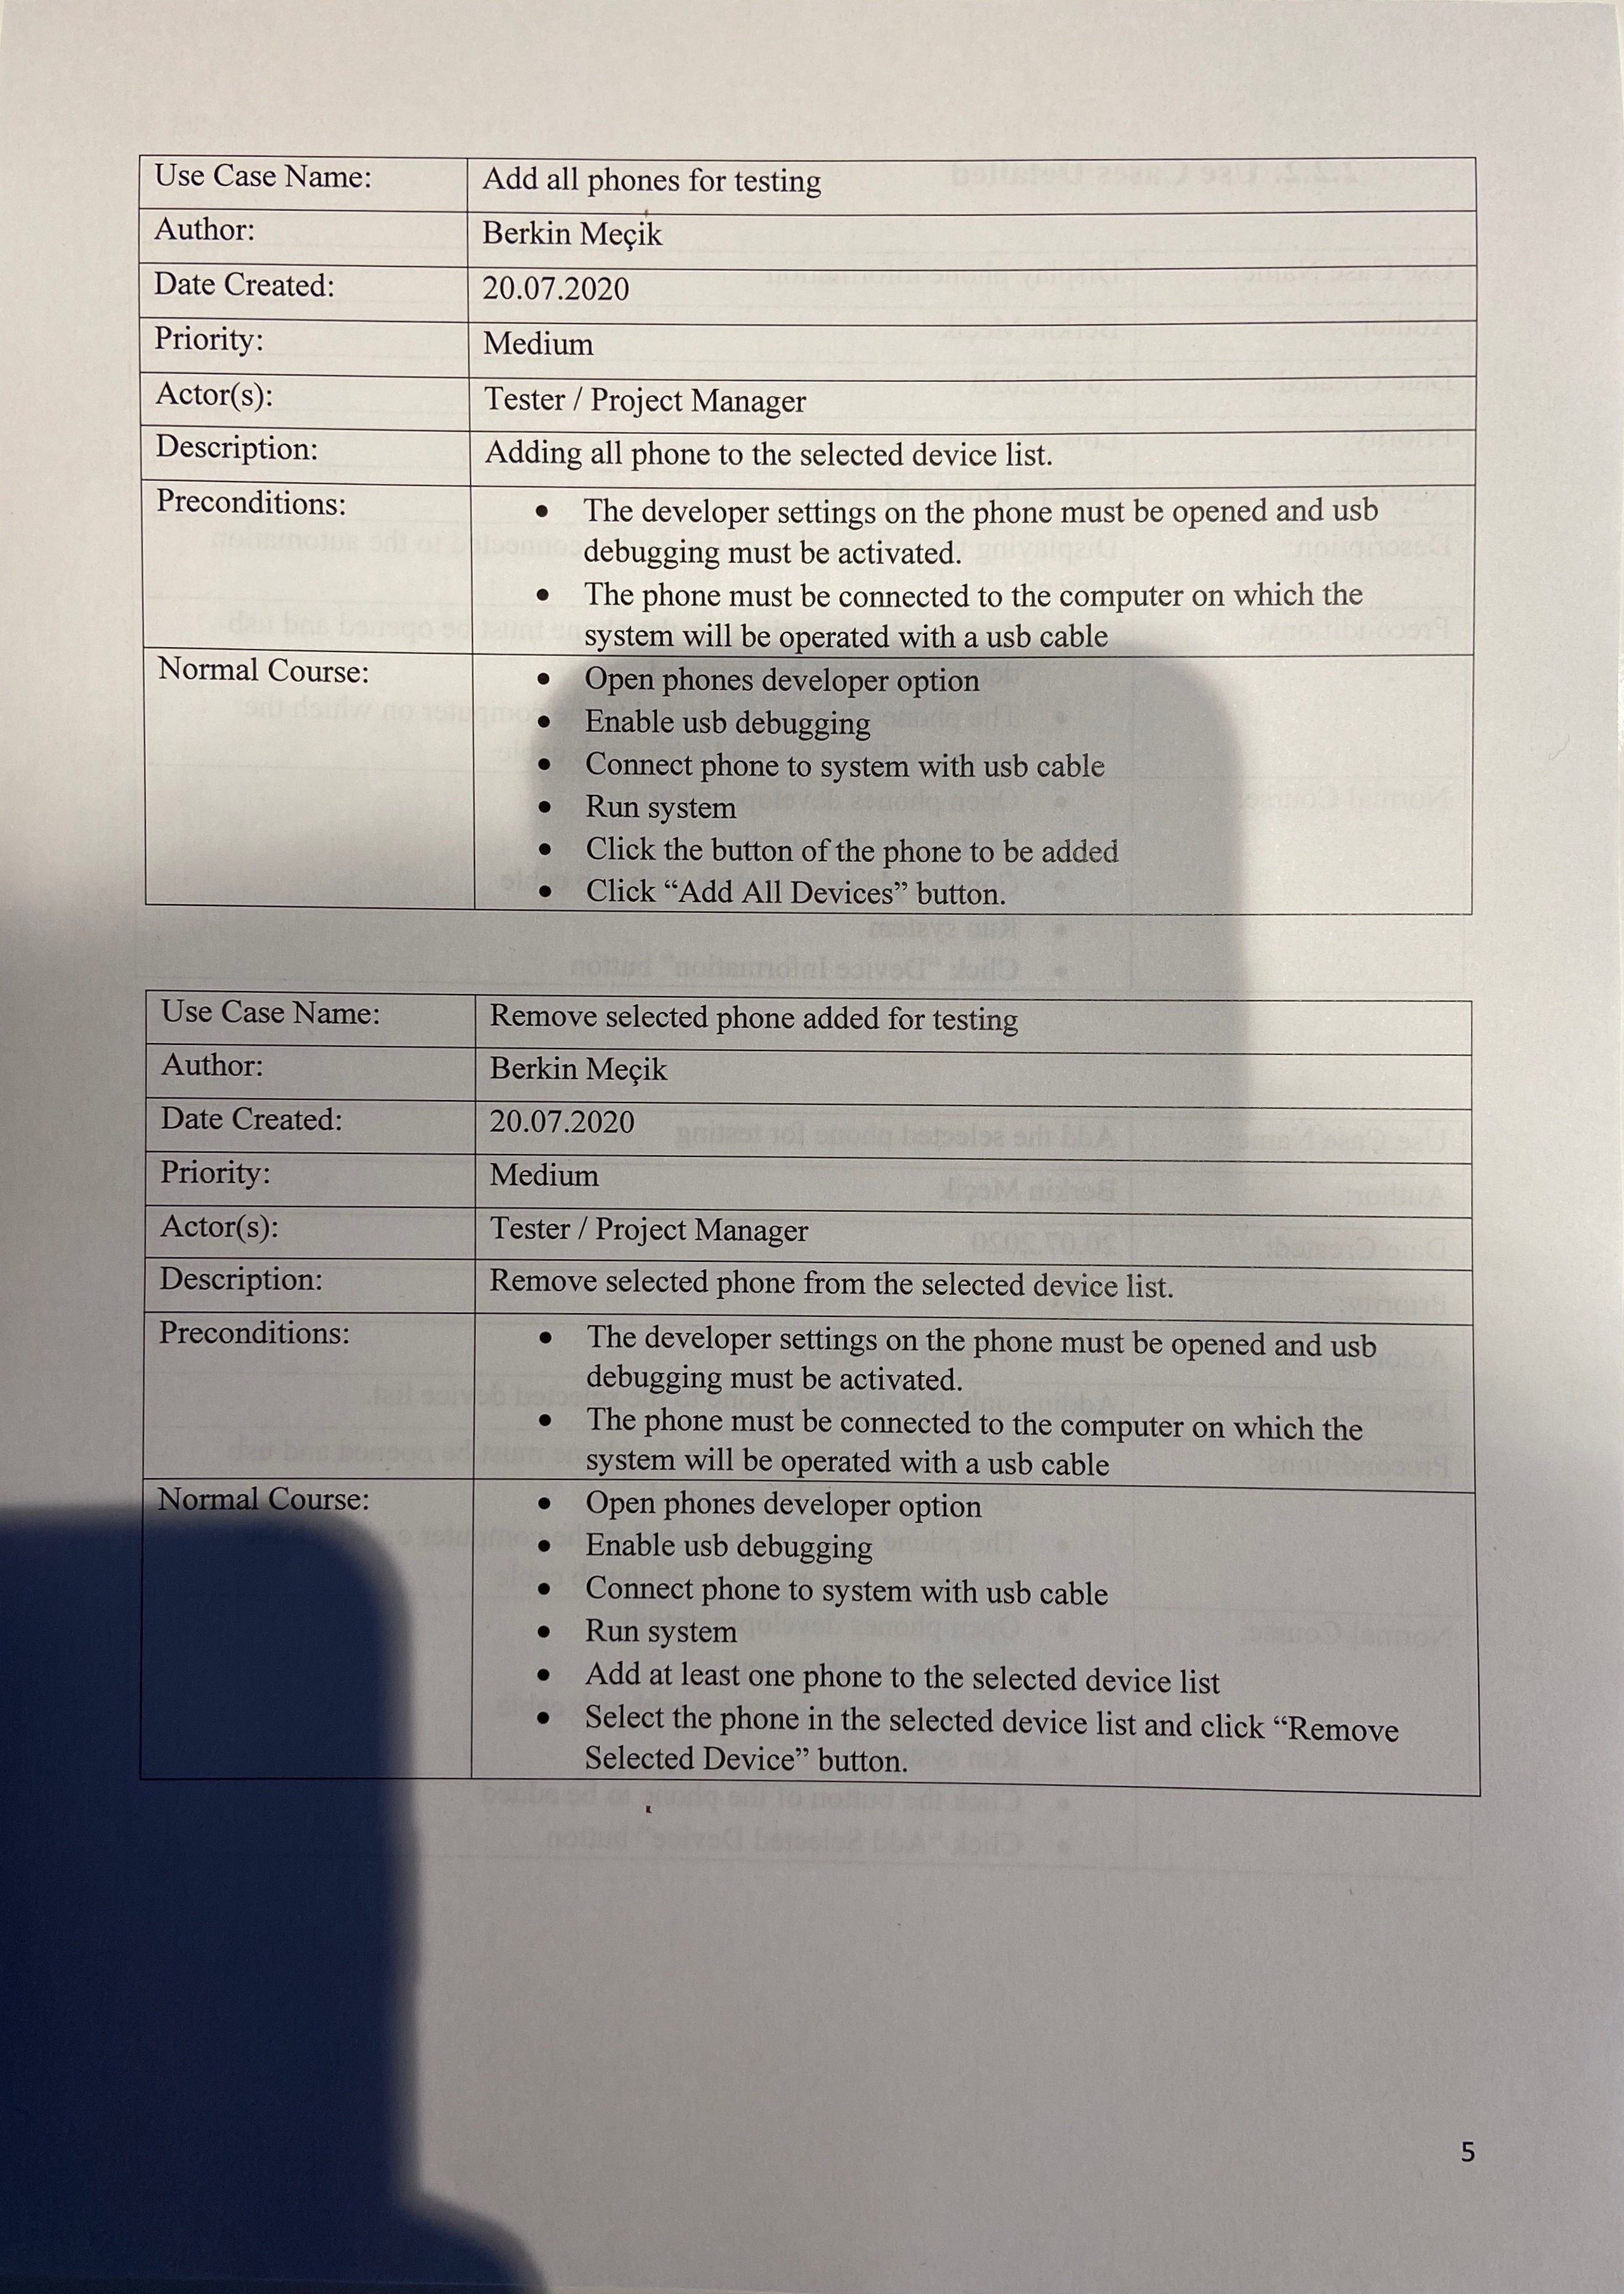 Use Case Name: Add all phones for testing
Author: Berkin Meçik
Date Created: 20.07.2020
Priority: Medium
Actor(s): Tester / Project Manager
Description: Adding all phone to the selected device list.
Preconditions: • The developer settings on the phone must be opened and usb
debugging must be activated.
• The phone must be connected to the computer on which the
system will be operated with a usb cable
Normal Course: • Open phones developer option
• Enable usb debugging
• Connect phone to system with usb cable
• Run system
• Click the button of the phone to be added
• Click “Add All Devices” button.
Use Case Name: Remove selected phone added for testing
Author: Berkin Meçik
Date Created: 20.07.2020
Priority: Medium
Actor(s): Tester / Project Manager
Description: Remove selected phone from the selected device list.
Preconditions: • The developer settings on the phone must be opened and usb
debugging must be activated.
• The phone must be connected to the computer on which the
system will be operated with a usb cable
Normal Course: • Open phones developer option
• Enable usb debugging
• Connect phone to system with usb cable
• Run system
• Add at least one phone to the selected device list
• Select the phone in the selected device list and click “Remove
Selected Device” button.
5